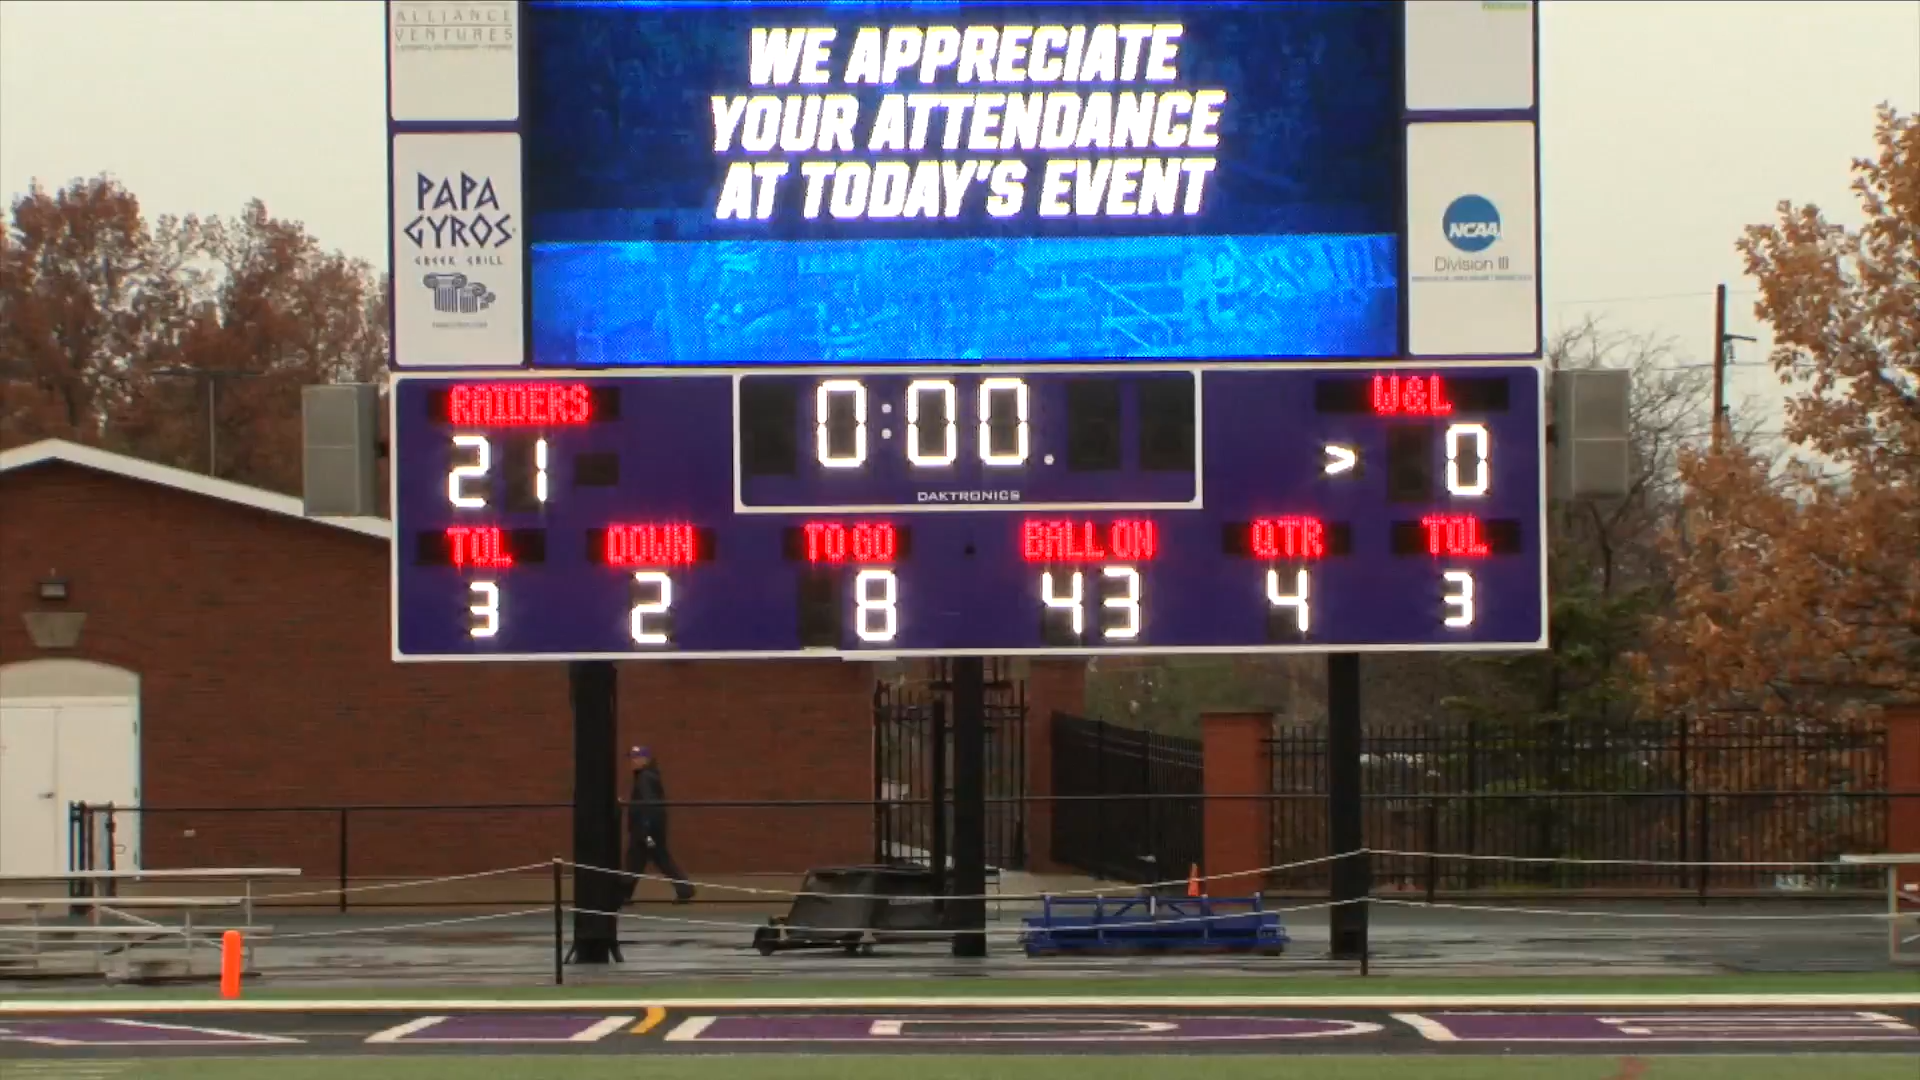 ALLIANCE
VENTURES
WE APPRECIATE
YOUR ATTENDANCE
AT TODAY'S EVENT
PAPA
GYROS
GREEK GRILL
NCAA
Division III
RAIDERS
21
0:00.
DAKTRONICS
W&L
> 0
TOL DOWN TO GO BALL ON QTR TOL
3 2 8 43 4 3